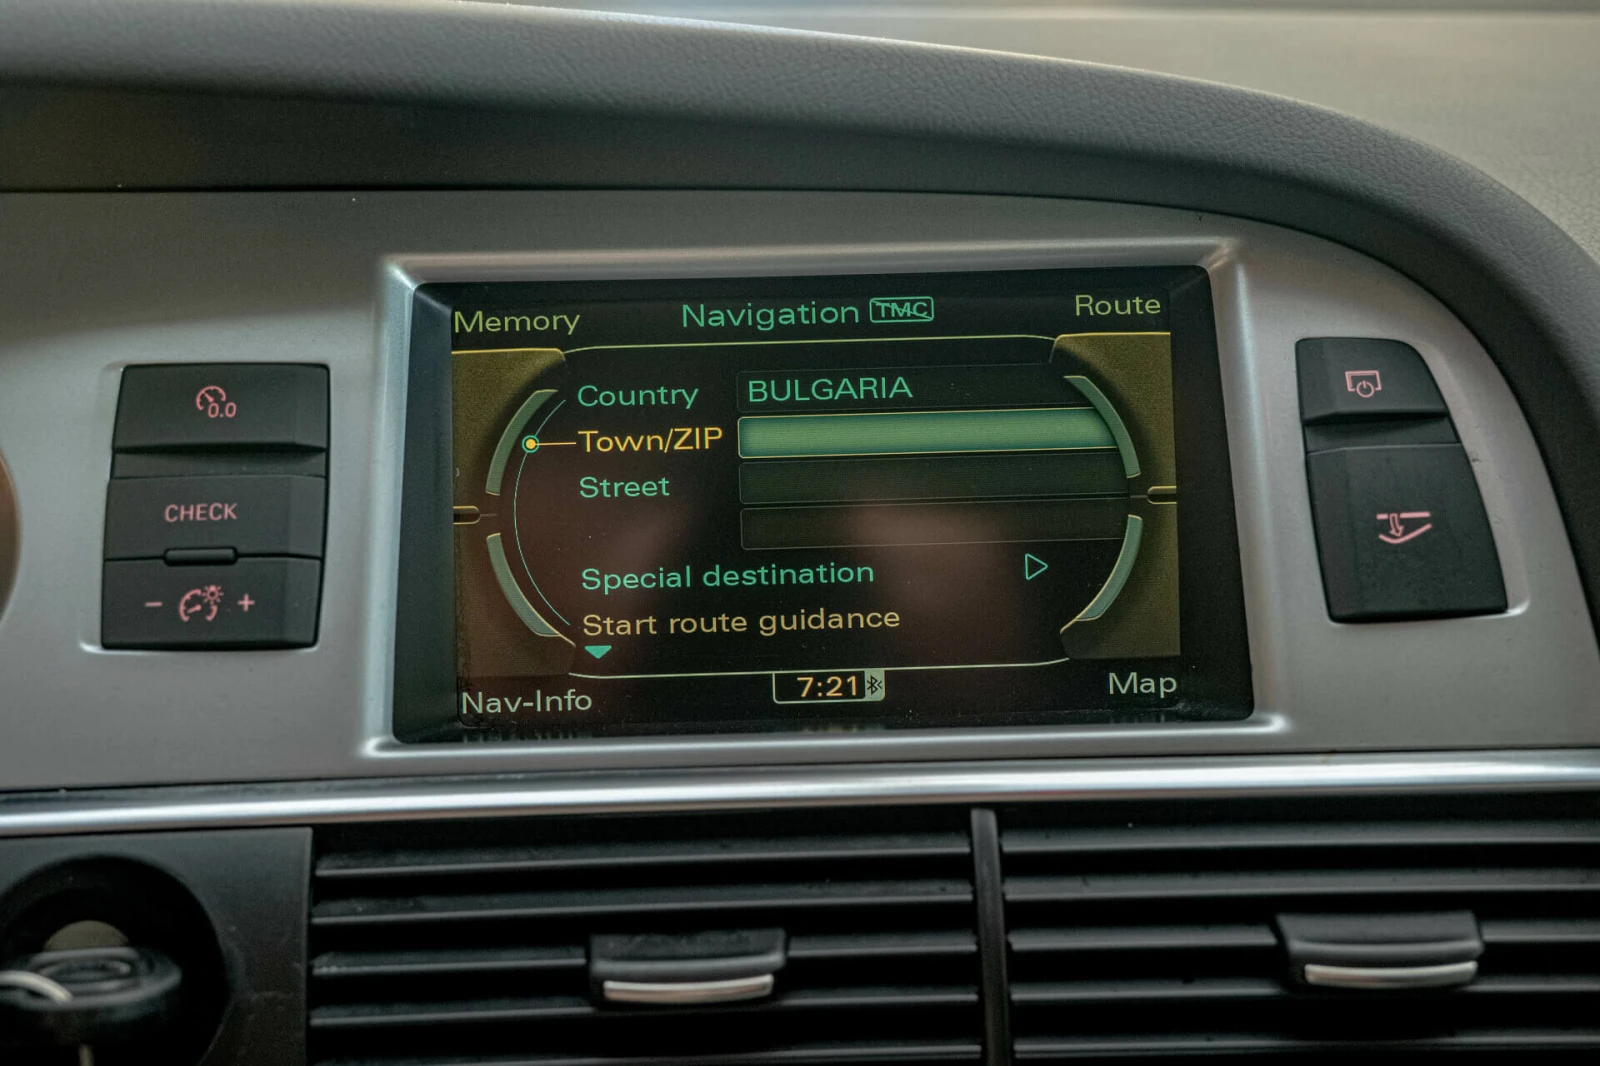 Memory
Navigation TMC
Route
Country BULGARIA
Town/ZIP
Street
Special destination
Start route guidance
Nav-Info
7:21
Map
0.0
CHECK
- +